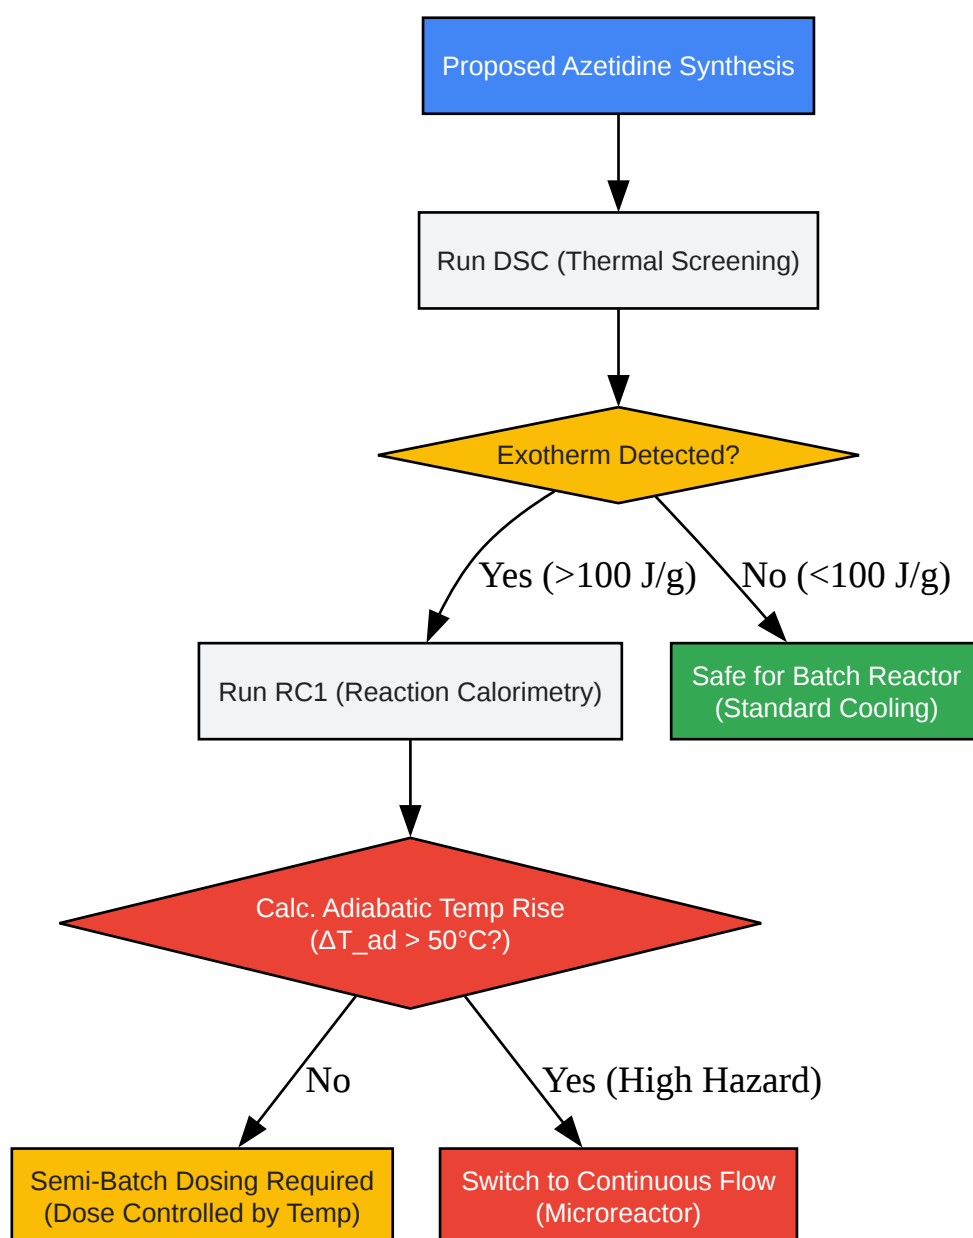 Proposed Azetidine Synthesis
Run DSC (Thermal Screening)
Exotherm Detected?
Yes (>100 J/g)
No (<100 J/g)
Run RC1 (Reaction Calorimetry)
Safe for Batch Reactor
(Standard Cooling)
Calc. Adiabatic Temp Rise
(ΔT_ad > 50°C?)
No
Yes (High Hazard)
Semi-Batch Dosing Required
(Dose Controlled by Temp)
Switch to Continuous Flow
(Microreactor)